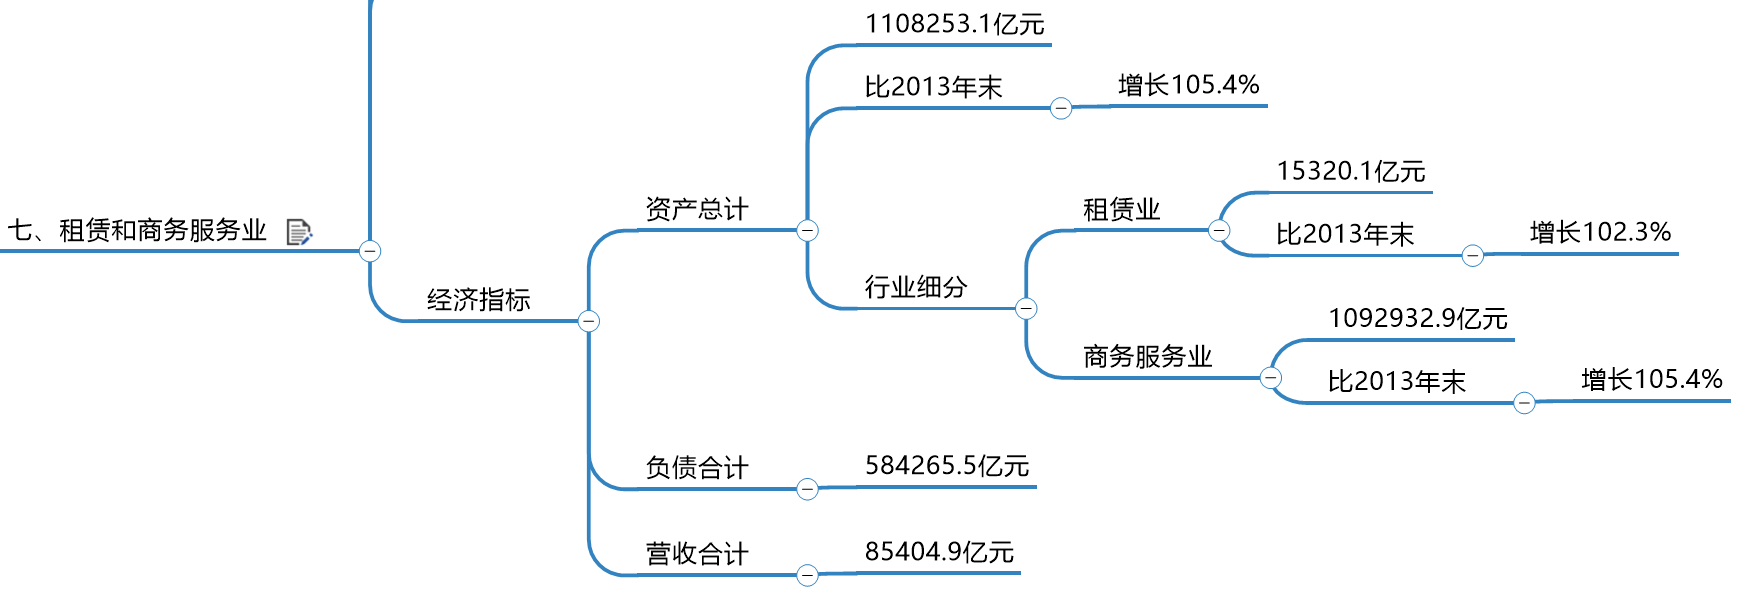 七、租赁和商务服务业
经济指标
资产总计
1108253.1亿元
比2013年末
增长105.4%
行业细分
租赁业
15320.1亿元
比2013年末
增长102.3%
商务服务业
1092932.9亿元
比2013年末
增长105.4%
负债合计
584265.5亿元
营收合计
85404.9亿元